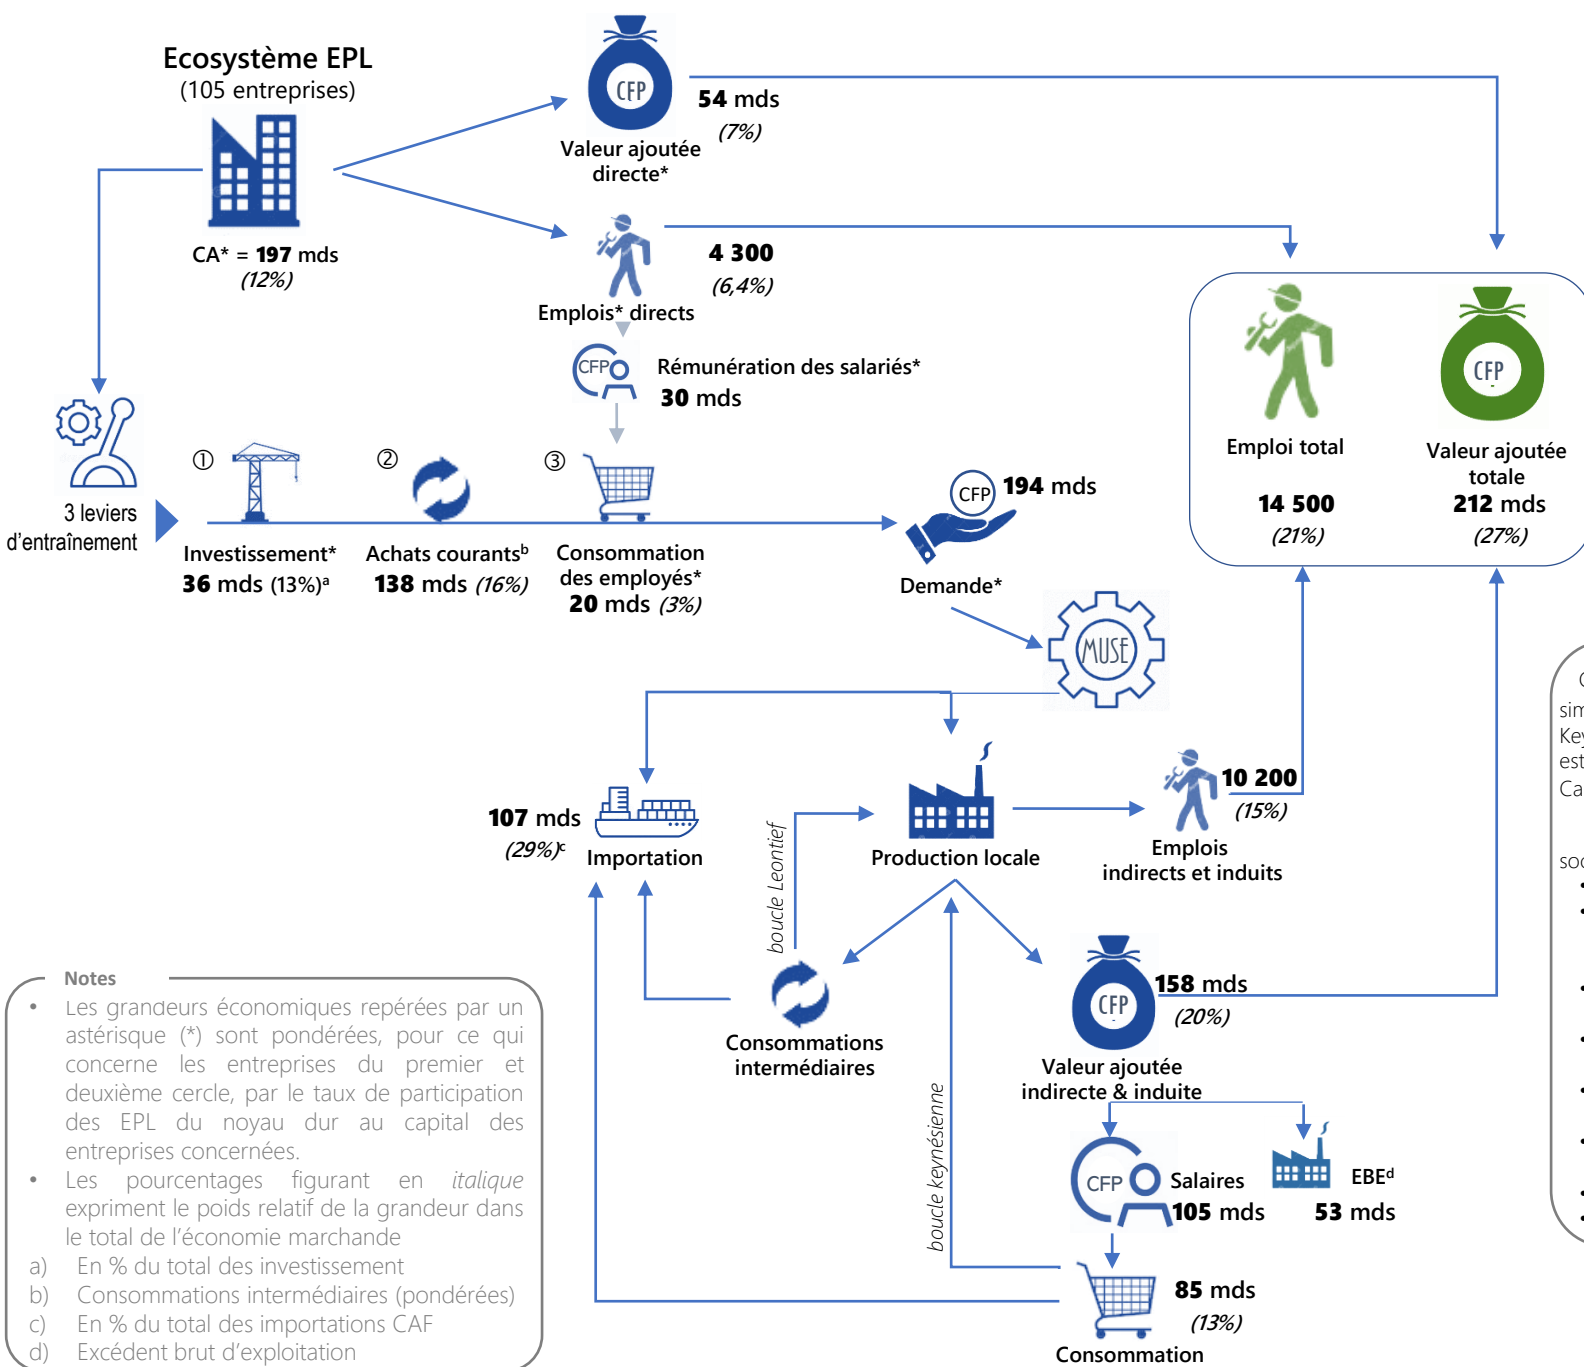 Ecosystème EPL
(105 entreprises)
CA* = 197 mds
(12%)
CFP
54 mds
(7%)
Valeur ajoutée
directe*
4 300
(6,4%)
Emplois* directs
CFP
Rémunération des salariés*
30 mds
3 leviers
d’entraînement
①
Investissement*
36 mds (13%)ᵃ
②
Achats courantsᵇ
138 mds (16%)
③
Consommation
des employés*
20 mds (3%)
CFP
194 mds
Demande*
MUSE
Emploi total
14 500
(21%)
CFP
Valeur ajoutée
totale
212 mds
(27%)
107 mds
(29%)ᶜ
Importation
boucle Leontief
Production locale
10 200
(15%)
Emplois
indirects et induits
Consommations
intermédiaires
boucle keynésienne
CFP
158 mds
(20%)
Valeur ajoutée
indirecte & induite
CFP
Salaires
105 mds
EBEᵈ
53 mds
85 mds
(13%)
Consommation
Notes
• Les grandeurs économiques repérées par un
astérisque (*) sont pondérées, pour ce qui
concerne les entreprises du premier et
deuxième cercle, par le taux de participation
des EPL du noyau dur au capital des
entreprises concernées.
• Les pourcentages figurant en italique
expriment le poids relatif de la grandeur dans
le total de l’économie marchande
a) En % du total des investissement
b) Consommations intermédiaires (pondérées)
c) En % du total des importations CAF
d) Excédent brut d’exploitation
sim
Key
est
Ca
soc